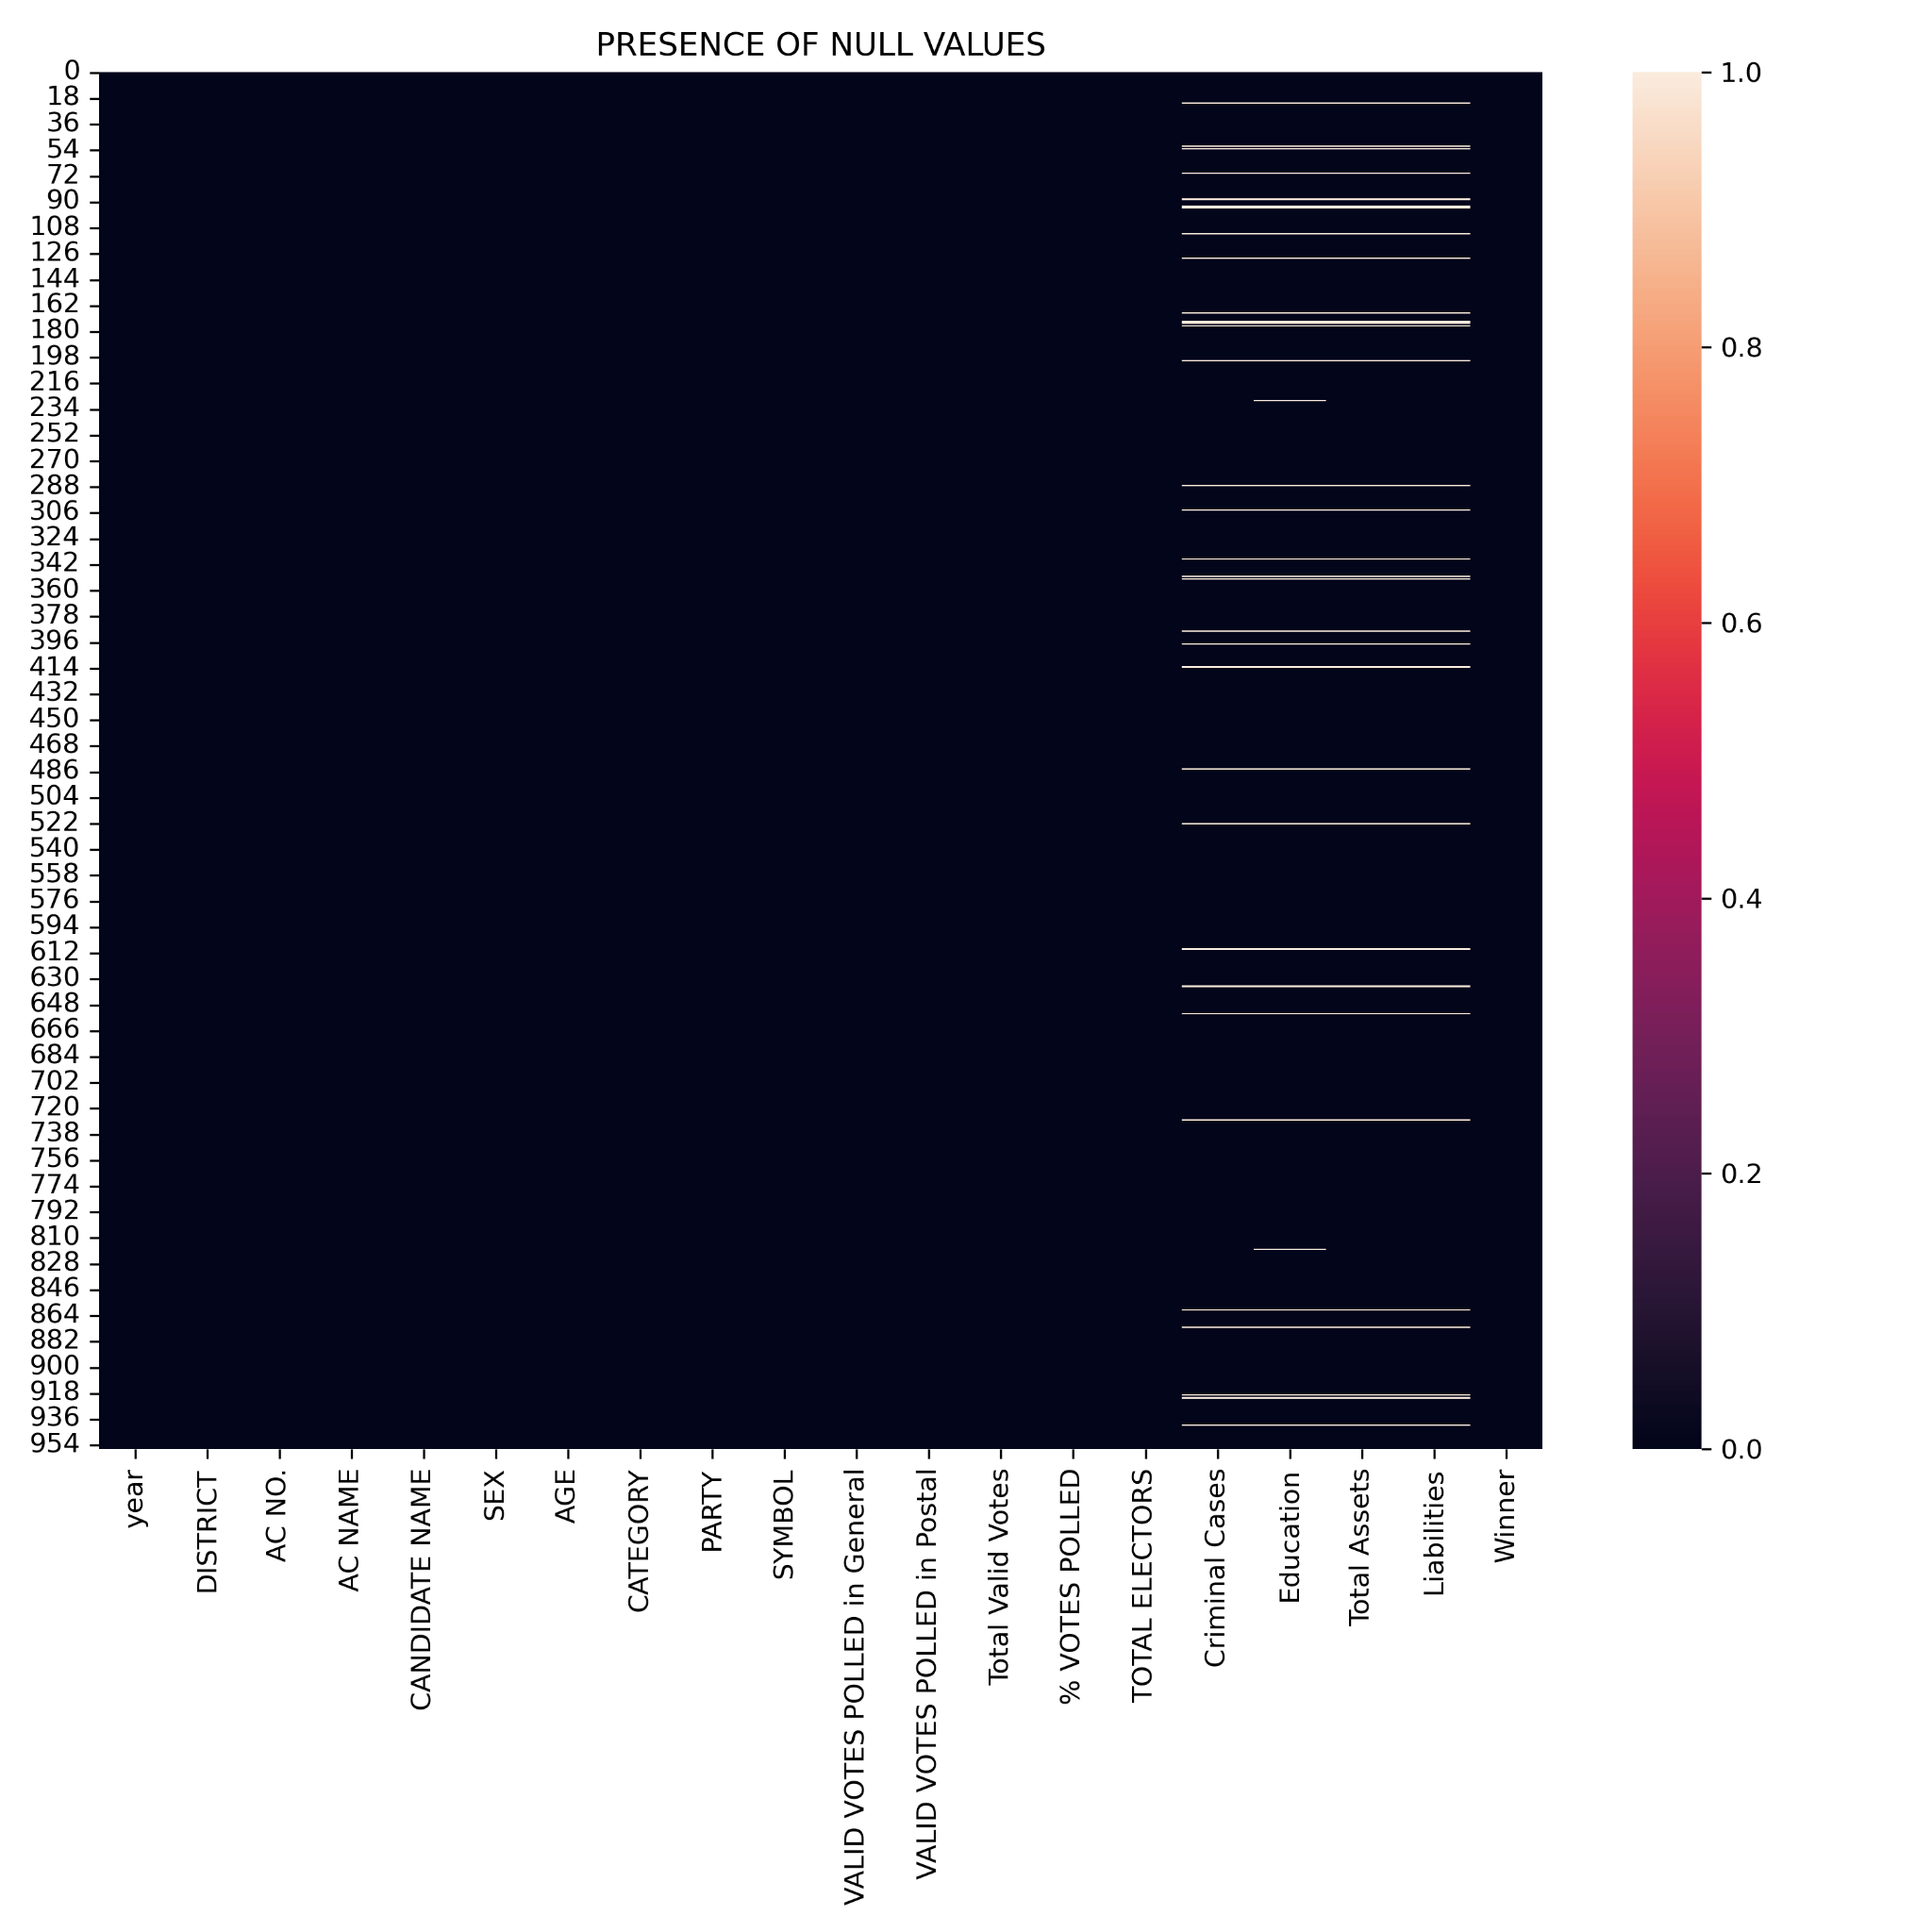 PRESENCE OF NULL VALUES
0
18
36
54
72
90
108
126
144
162
180
198
216
234
252
270
288
306
324
342
360
378
396
414
432
450
468
486
504
522
540
558
576
594
612
630
648
666
684
702
720
738
756
774
792
810
828
846
864
882
900
918
936
954
year
DISTRICT
AC NO.
AC NAME
CANDIDATE NAME
SEX
AGE
CATEGORY
PARTY
SYMBOL
VALID VOTES POLLED in General
VALID VOTES POLLED in Postal
Total Valid Votes
% VOTES POLLED
TOTAL ELECTORS
Criminal Cases
Education
Total Assets
Liabilities
Winner
1.0
0.8
0.6
0.4
0.2
0.0